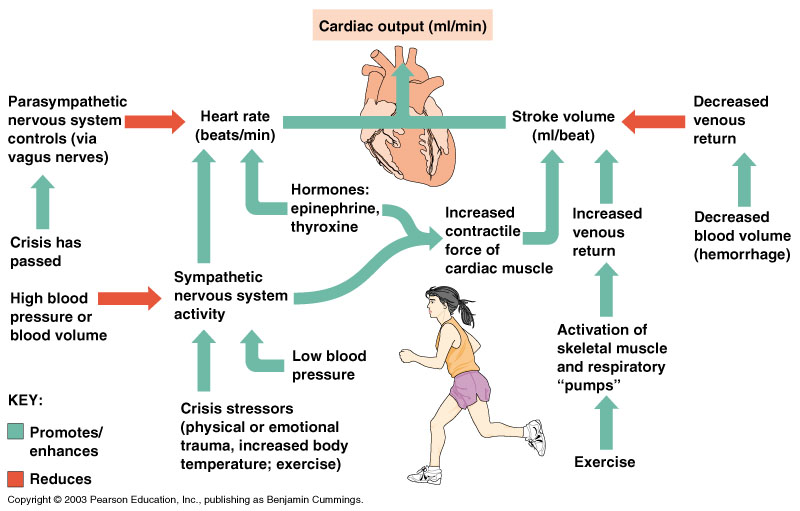 Cardiac output (ml/min)
Parasympathetic
nervous system
controls (via
vagus nerves)
Heart rate
(beats/min)
Stroke volume
(ml/beat)
Decreased
venous
return
Hormones:
epinephrine,
thyroxine
Increased
contractile
force of
cardiac muscle
Increased
venous
return
Decreased
blood volume
(hemorrhage)
Crisis has
passed
High blood
pressure or
blood volume
Sympathetic
nervous system
activity
Low blood
pressure
Activation of
skeletal muscle
and respiratory
“pumps”
Crisis stressors
(physical or emotional
trauma, increased body
temperature; exercise)
Exercise
KEY:
Promotes/
enhances
Reduces
Copyright © 2003 Pearson Education, Inc., publishing as Benjamin Cummings.